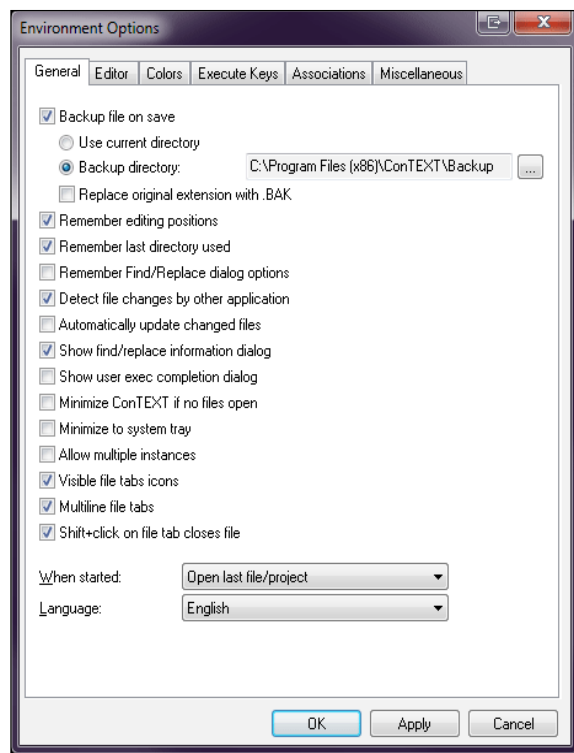 Environment Options
General Editor Colors Execute Keys Associations Miscellaneous
Backup file on save
Use current directory
Backup directory: C:\Program Files (x86)\ConTEXT\Backup ...
Replace original extension with .BAK
Remember editing positions
Remember last directory used
Remember Find/Replace dialog options
Detect file changes by other application
Automatically update changed files
Show find/replace information dialog
Show user exec completion dialog
Minimize ConTEXT if no files open
Minimize to system tray
Allow multiple instances
Visible file tabs icons
Multiline file tabs
Shift+click on file tab closes file
When started: Open last file/project
Language: English
OK Apply Cancel